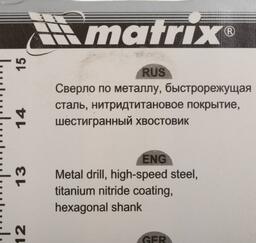 matrix®
RUS
Сверло по металлу, быстрорежущая
сталь, нитридтитановое покрытие,
шестигранный хвостовик
ENG
Metal drill, high-speed steel,
titanium nitride coating,
hexagonal shank
GER
15
14
13
12